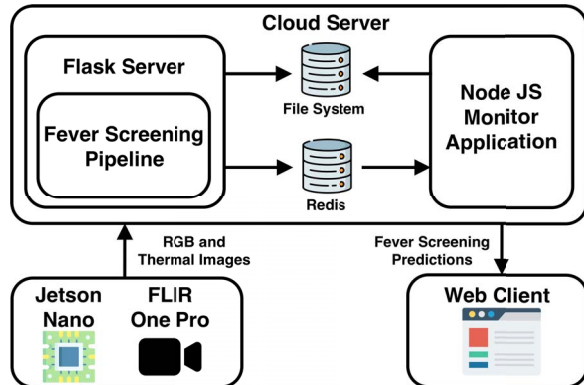 Cloud Server
Flask Server
Fever Screening
Pipeline
File System
Redis
Node JS
Monitor
Application
RGB and
Thermal Images
Fever Screening
Predictions
Jetson
Nano
FLIR
One Pro
Web Client